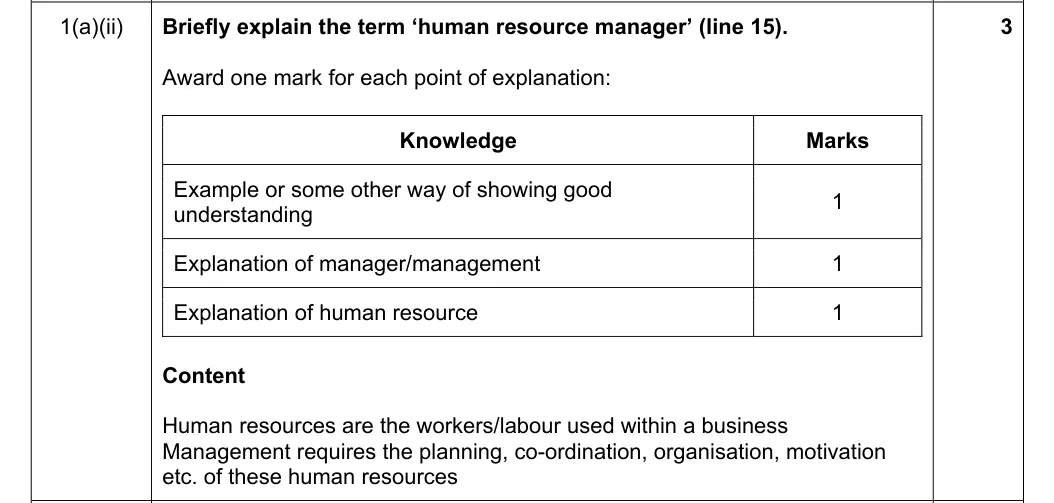 1(a)(ii) Briefly explain the term ‘human resource manager’ (line 15). 3
Award one mark for each point of explanation:
Knowledge Marks
Example or some other way of showing good
understanding 1
Explanation of manager/management 1
Explanation of human resource 1
Content
Human resources are the workers/labour used within a business
Management requires the planning, co-ordination, organisation, motivation
etc. of these human resources